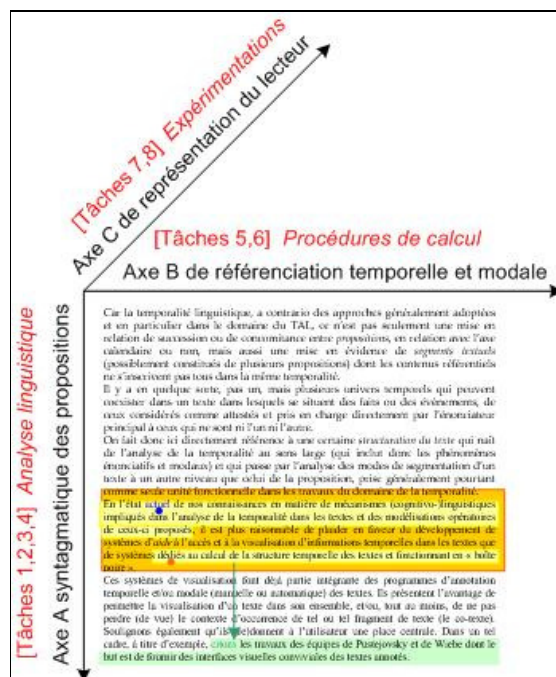 [Tâches 7,8] Expérimentations
Axe C de représentation du lecteur
[Tâches 5,6] Procédures de calcul
Axe B de référenciation temporelle et modale
[Tâches 1,2,3,4] Analyse linguistique
Axe A syntagmatique des propositions
Car la temporalité linguistique, a contrario des approches généralement adoptées
et en particulier dans le domaine du TAL, ce n'est pas seulement une mise en
relation de succession ou de concomitance entre propositions, en relation avec l'axe
calendaire ou non, mais aussi une mise en évidence de segments textuels
(possiblement constitués de plusieurs propositions) dont les contenus référentiels
ne s'inscrivent pas tous dans la même temporalité.
Il y a en quelque sorte, pas un, mais plusieurs univers temporels qui peuvent
coexister dans un texte dans lesquels se situent des faits ou des événements, de
ceux considérés comme attestés et pris en charge directement par l'énonciateur
principal à ceux qui ne sont ni l'un ni l'autre.
On fait donc ici directement référence à une certaine structuration du texte qui naît
de l'analyse de la temporalité au sens large (qui inclut donc les phénomènes
énonciatifs et modaux) et qui passe par l'analyse des modes de segmentation d'un
texte à un autre niveau que celui de la proposition, prise généralement pourtant
comme seule unité fonctionnelle dans les travaux du domaine de la temporalité.
En l'état actuel de nos connaissances en matière de mécanismes (cognitivo-)linguistiques
impliqués dans l'analyse de la temporalité dans les textes et des modélisations opératoires
de ceux-ci proposés, il est plus raisonnable de plaider en faveur du développement de
systèmes d'aide à l'accès et à la visualisation d'informations temporelles dans les textes que
de systèmes dédiés au calcul de la structure temporelle des textes et fonctionnant en « boîte
noire ».
Ces systèmes de visualisation font déjà partie intégrante des programmes d'annotation
temporelle et/ou modale (manuelle ou automatique) des textes. Ils présentent l'avantage de
permettre la visualisation d'un texte dans son ensemble, et/ou, tout au moins, de ne pas
perdre (de vue) le contexte d'occurrence de tel ou tel fragment de texte (le co-texte).
Soulignons également qu'ils redonnent à l'utilisateur une place centrale. Dans un tel
cadre, à titre d'exemple, citons les travaux des équipes de Pustejovsky et de Wiebe dont le
but est de fournir des interfaces visuelles conviviales des textes annotés.